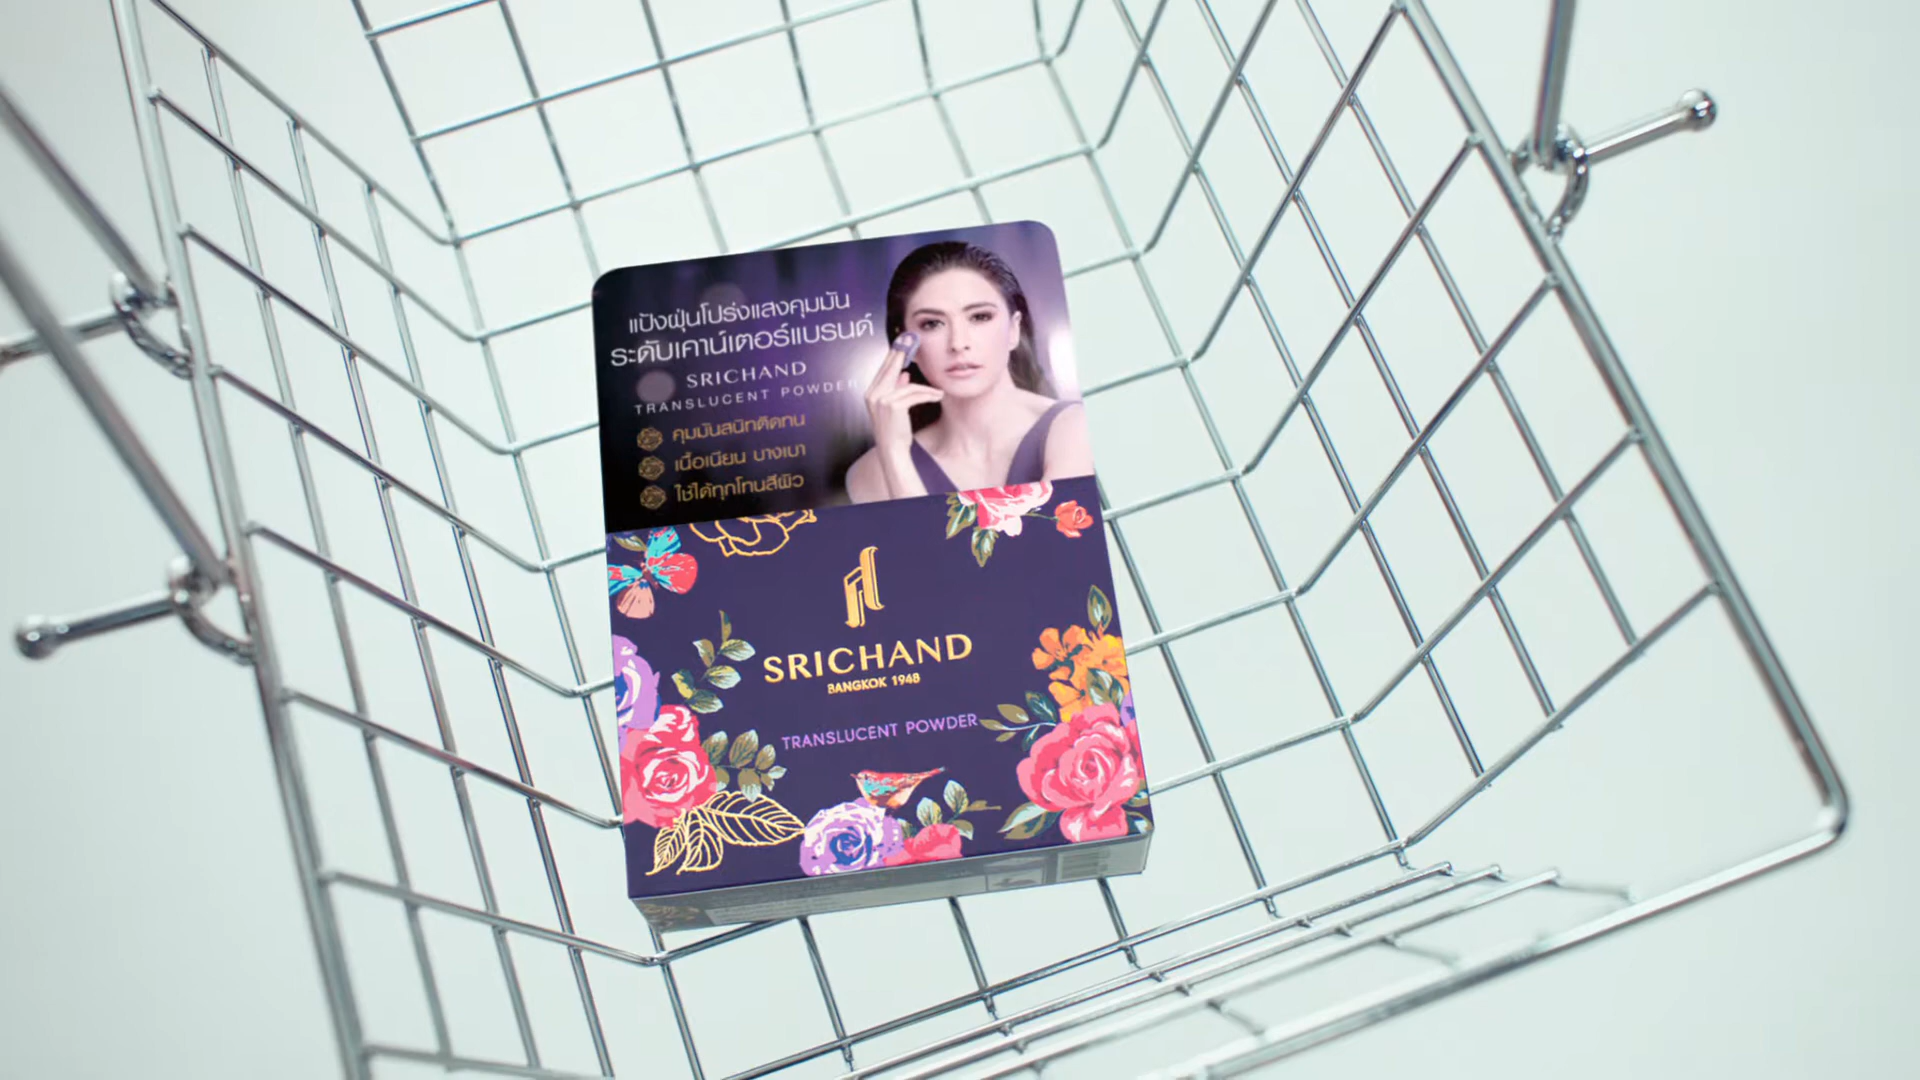 แป้งฝุ่นโปร่งแสงคุมมัน
ระดับเคาน์เตอร์แบรนด์
SRICHAND
TRANSLUCENT POWDER
คุมมันสนิทติดทน
เนื้อเนียน บางเบา
ใช้ได้ทุกโทนสีผิว
SRICHAND
BANGKOK 1948
TRANSLUCENT POWDER